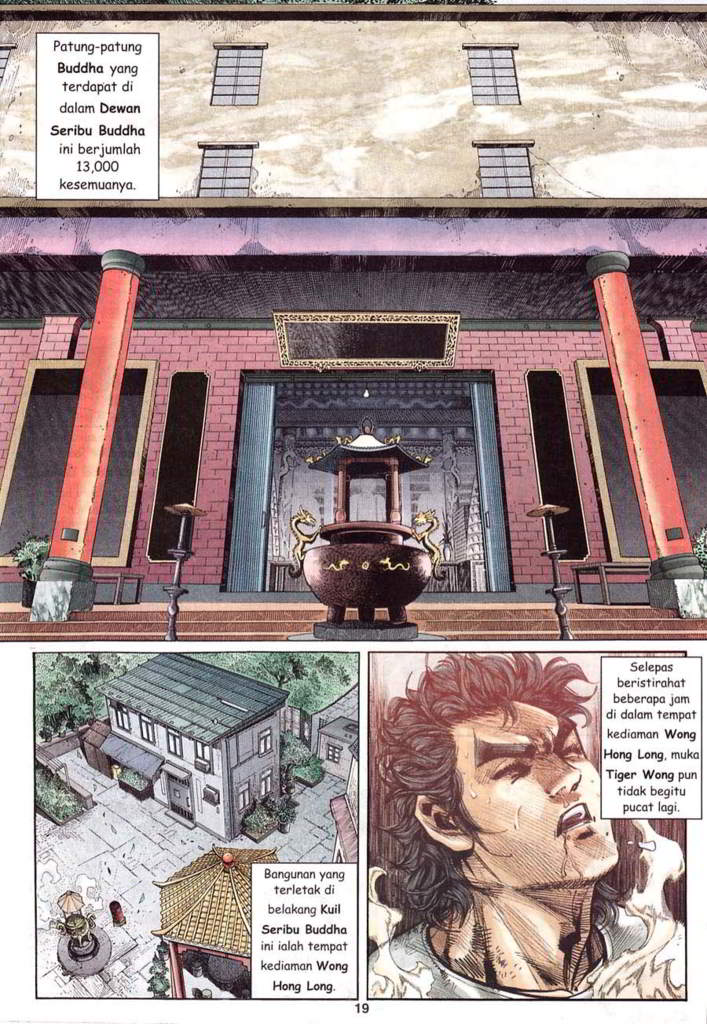 Patung-patung
Buddha yang
terdapat di
dalam Dewan
Seribu Buddha
ini berjumlah
13,000
kesemuanya.
Bangunan yang
terletak di
belakang Kuil
Seribu Buddha
ini ialah tempat
kediaman Wong
Hong Long.
Selepas
beristirahat
beberapa jam
di dalam tempat
kediaman Wong
Hong Long, muka
Tiger Wong pun
tidak begitu
pucat lagi.
19